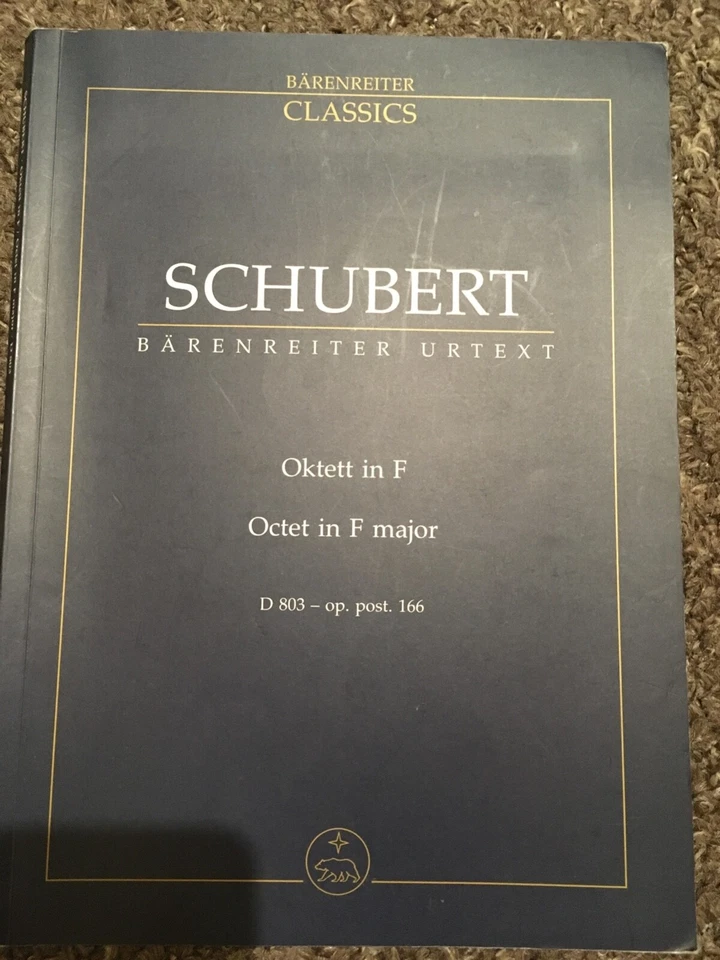 BÄRENREITER
CLASSICS
SCHUBERT
BÄRENREITER URTEXT
Oktett in F
Octet in F major
D 803 – op. post. 166